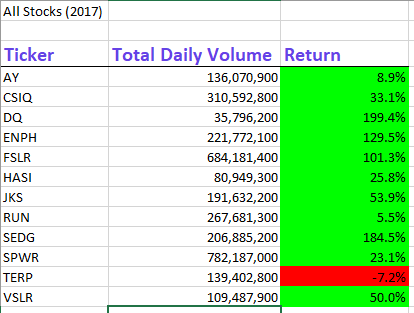 All Stocks (2017)
Ticker Total Daily Volume Return
AY 136,070,900 8.9%
CSIQ 310,592,800 33.1%
DQ 35,796,200 199.4%
ENPH 221,772,100 129.5%
FSLR 684,181,400 101.3%
HASI 80,949,300 25.8%
JKS 191,632,200 53.9%
RUN 267,681,300 5.5%
SEDG 206,885,200 184.5%
SPWR 782,187,000 23.1%
TERP 139,402,800 -7.2%
VSLR 109,487,900 50.0%